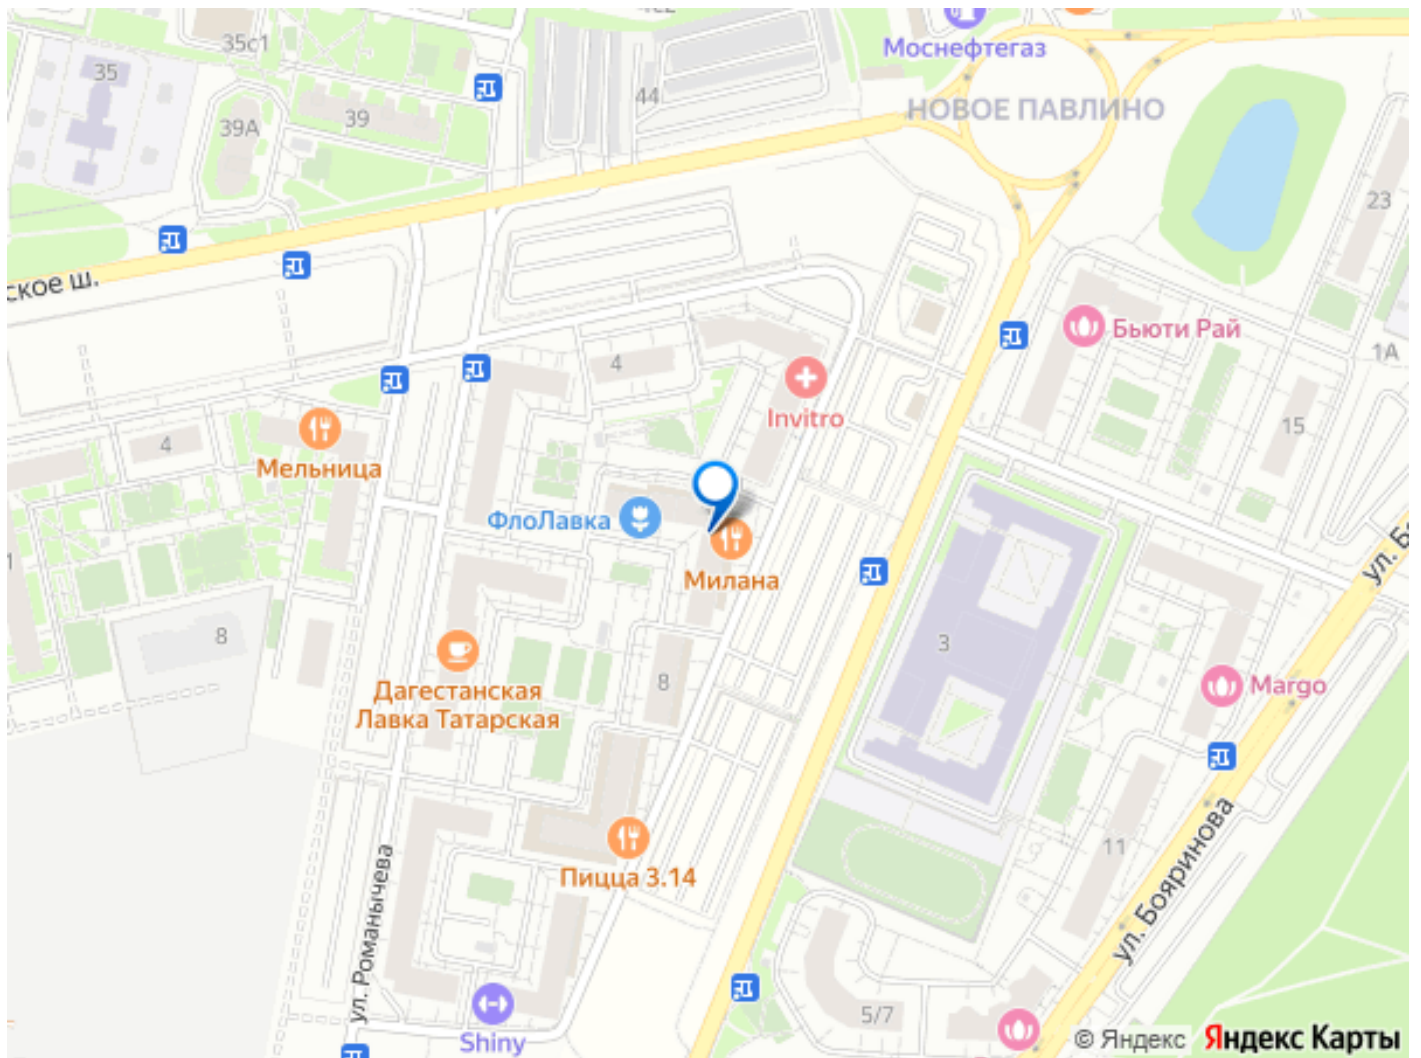 35с1
Моснефтегаз
35
44
НОВОЕ ПАВЛИНО
39
39А
23
ское ш.
Бьюти Рай
1А
4
Invitro
15
4
Мельница
ФлоЛавка
ул. Бо
Милана
8
3
8
Дагестанская
Лавка Татарская
Margo
11
Пицца 3.14
ул. Бояринова
ул. Романычева
5/7
Shiny
© Яндекс Яндекс Карты